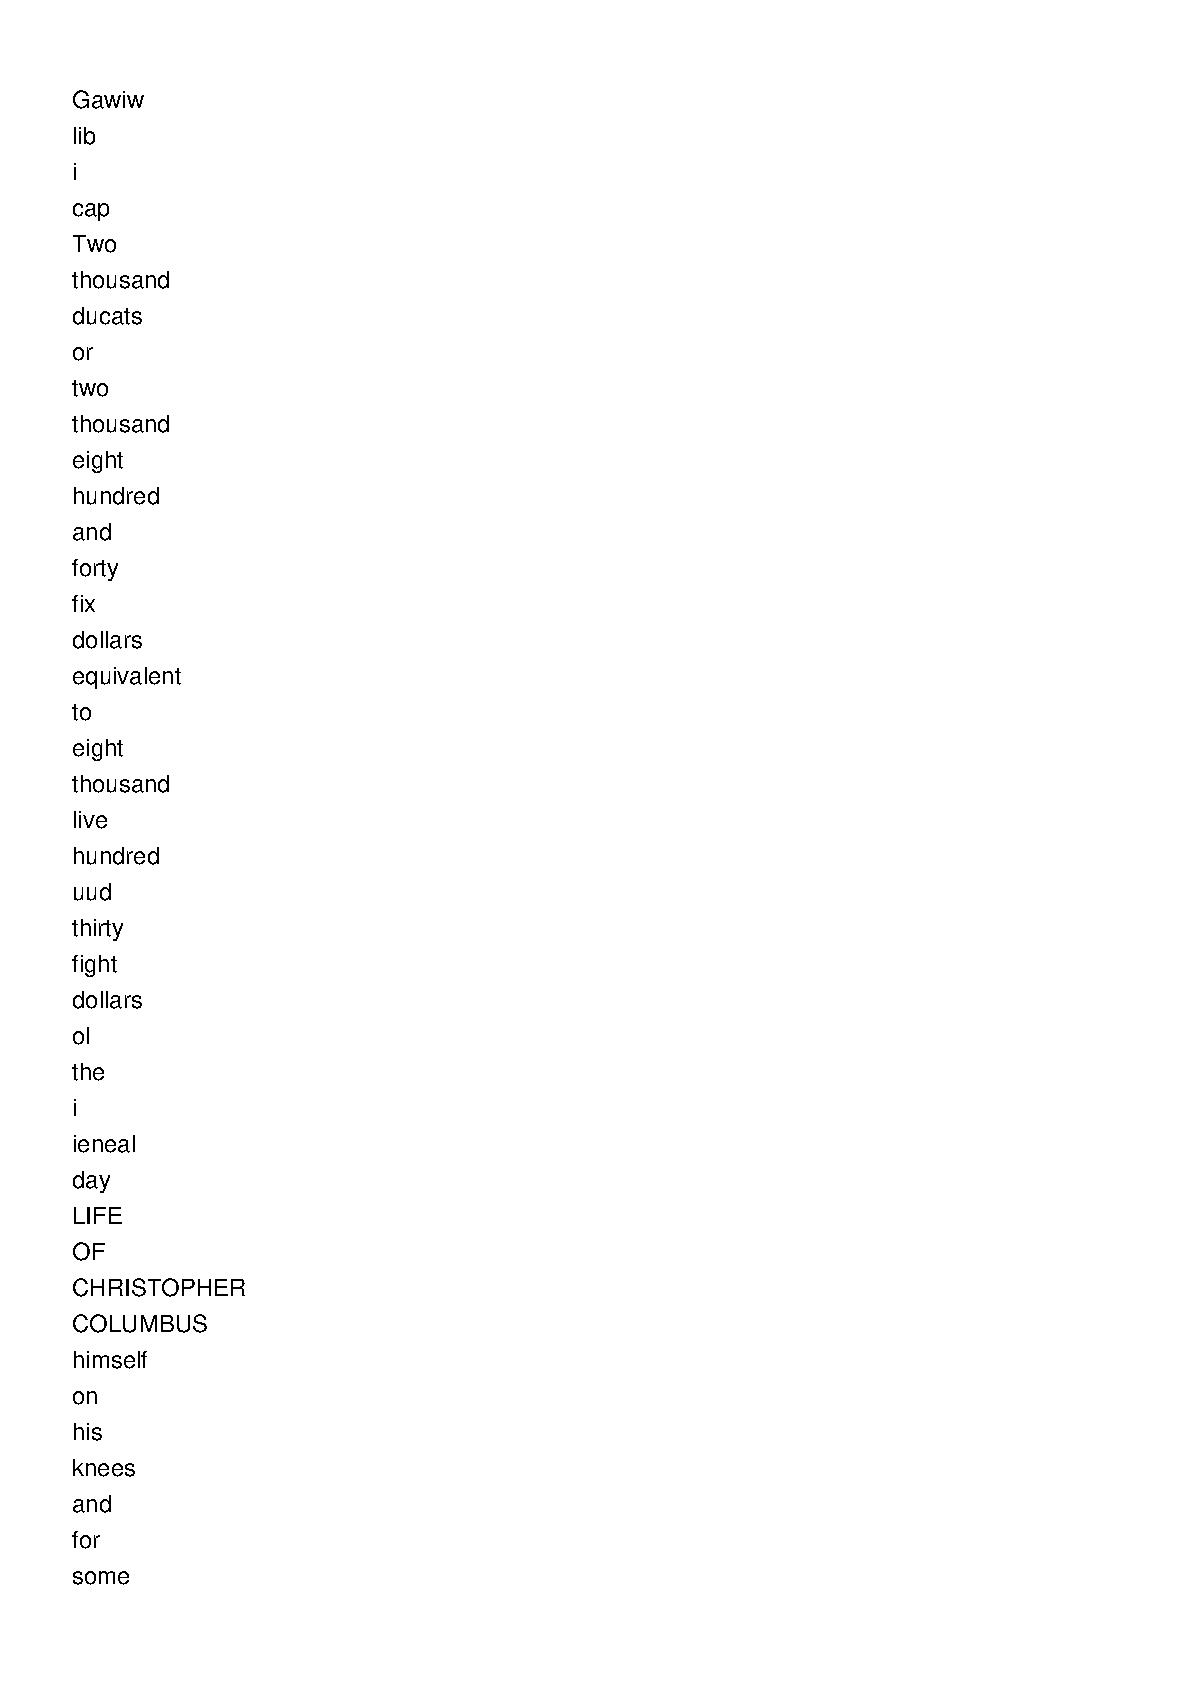 Gawiw
lib
i
cap
Two
thousand
ducats
or
two
thousand
eight
hundred
and
forty
fix
dollars
equivalent
to
eight
thousand
live
hundred
uud
thirty
fight
dollars
ol
the
i
ieneal
day
LIFE
OF
CHRISTOPHER
COLUMBUS
himself
on
his
knees
and
for
some